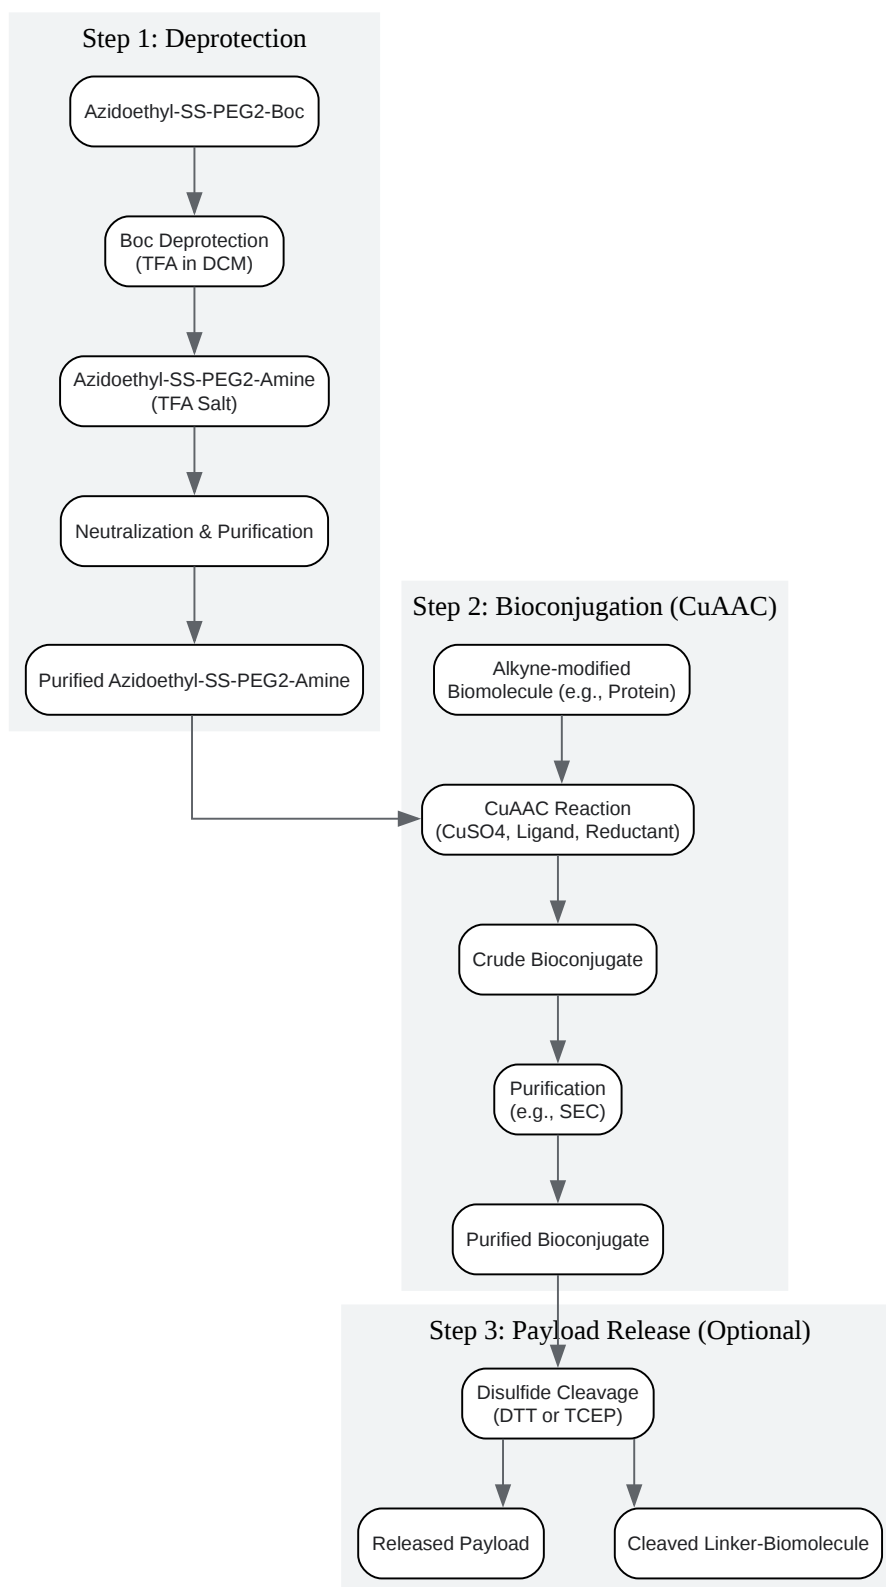 Step 1: Deprotection
Azidoethyl-SS-PEG2-Boc
Boc Deprotection
(TFA in DCM)
Azidoethyl-SS-PEG2-Amine
(TFA Salt)
Neutralization & Purification
Purified Azidoethyl-SS-PEG2-Amine
Step 2: Bioconjugation (CuAAC)
Alkyne-modified
Biomolecule (e.g., Protein)
CuAAC Reaction
(CuSO4, Ligand, Reductant)
Crude Bioconjugate
Purification
(e.g., SEC)
Purified Bioconjugate
Step 3: Payload Release (Optional)
Disulfide Cleavage
(DTT or TCEP)
Released Payload
Cleaved Linker-Biomolecule